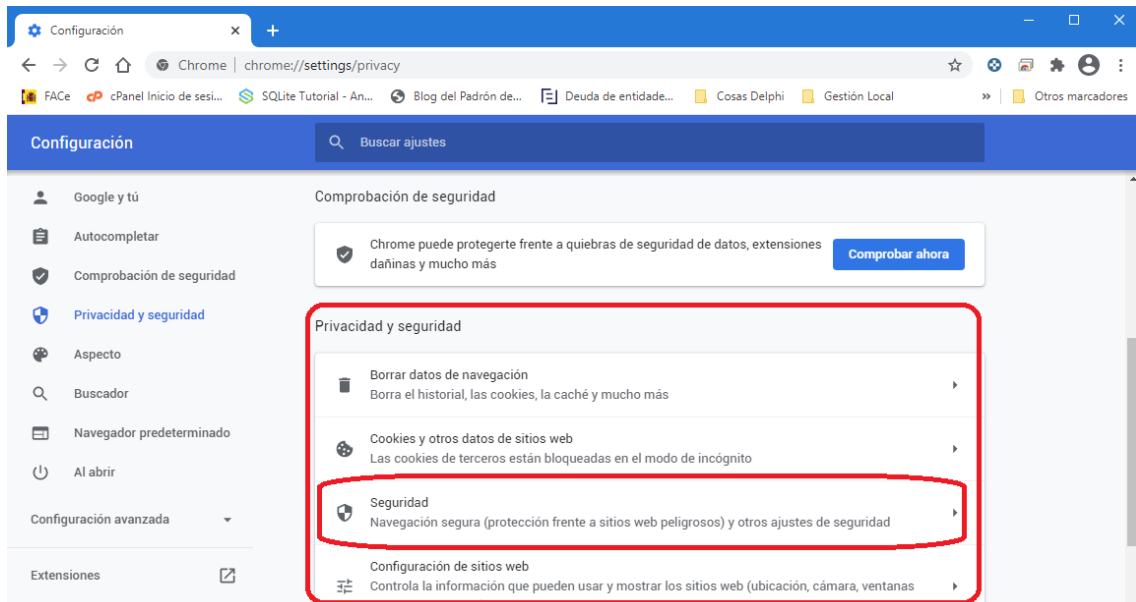 Configuración
Chrome | chrome://settings/privacy
FACe
cPanel Inicio de sesi...
SQLite Tutorial - An...
Blog del Padrón de...
Deuda de entidade...
Cosas Delphi
Gestión Local
»
Otros marcadores
Configuración
Buscar ajustes
Google y tú
Autocompletar
Comprobación de seguridad
Privacidad y seguridad
Aspecto
Buscador
Navegador predeterminado
Al abrir
Configuración avanzada
Extensiones
Comprobación de seguridad
Chrome puede protegerte frente a quiebras de seguridad de datos, extensiones
dañinas y mucho más
Comprobar ahora
Privacidad y seguridad
Borrar datos de navegación
Borra el historial, las cookies, la caché y mucho más
Cookies y otros datos de sitios web
Las cookies de terceros están bloqueadas en el modo de incógnito
Seguridad
Navegación segura (protección frente a sitios web peligrosos) y otros ajustes de seguridad
Configuración de sitios web
Controla la información que pueden usar y mostrar los sitios web (ubicación, cámara, ventanas